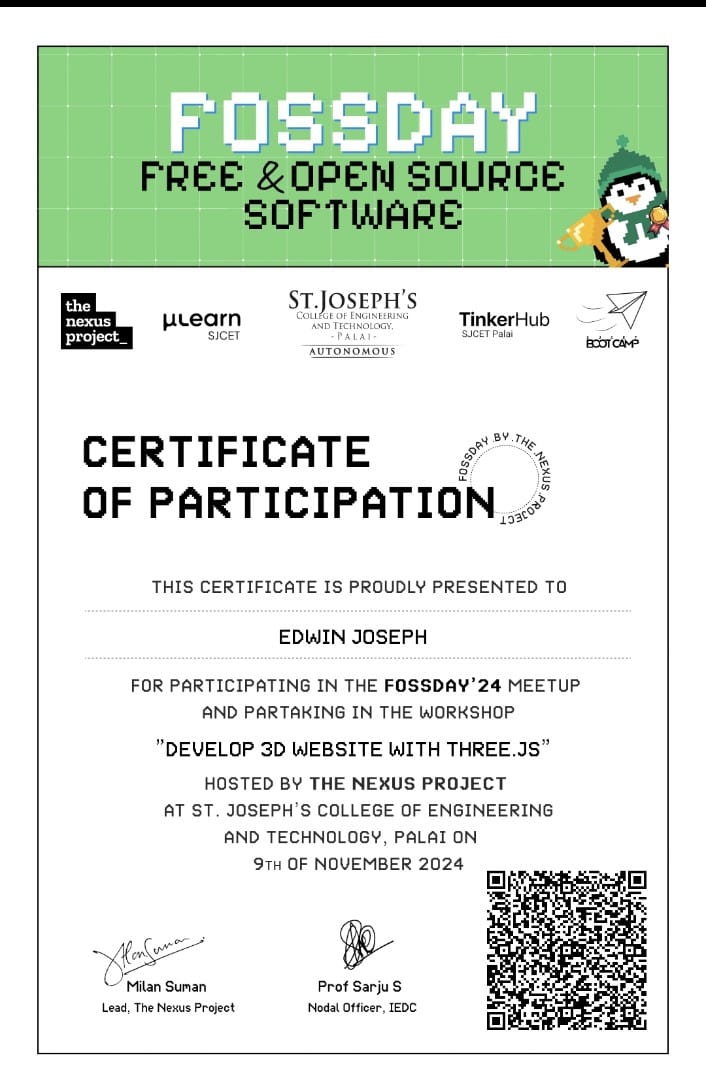 FOSSDAY
FREE & OPEN SOURCE
SOFTWARE
the
nexus
project_
µLearn
SJCET
ST.JOSEPH'S
COLLEGE OF ENGINEERING
AND TECHNOLOGY,
- PALAI -
AUTONOMOUS
TinkerHub
SJCET Palai
BOOTCAMP
CERTIFICATE
OF PARTICIPATION
FOSSDAY.BY.THE.NEXUS.PROJECT
THIS CERTIFICATE IS PROUDLY PRESENTED TO
EDWIN JOSEPH
FOR PARTICIPATING IN THE FOSSDAY'24 MEETUP
AND PARTAKING IN THE WORKSHOP
"DEVELOP 3D WEBSITE WITH THREE.JS"
HOSTED BY THE NEXUS PROJECT
AT ST. JOSEPH'S COLLEGE OF ENGINEERING
AND TECHNOLOGY, PALAI ON
9TH OF NOVEMBER 2024
Milan Suman
Lead, The Nexus Project
Prof Sarju S
Nodal Officer, IEDC